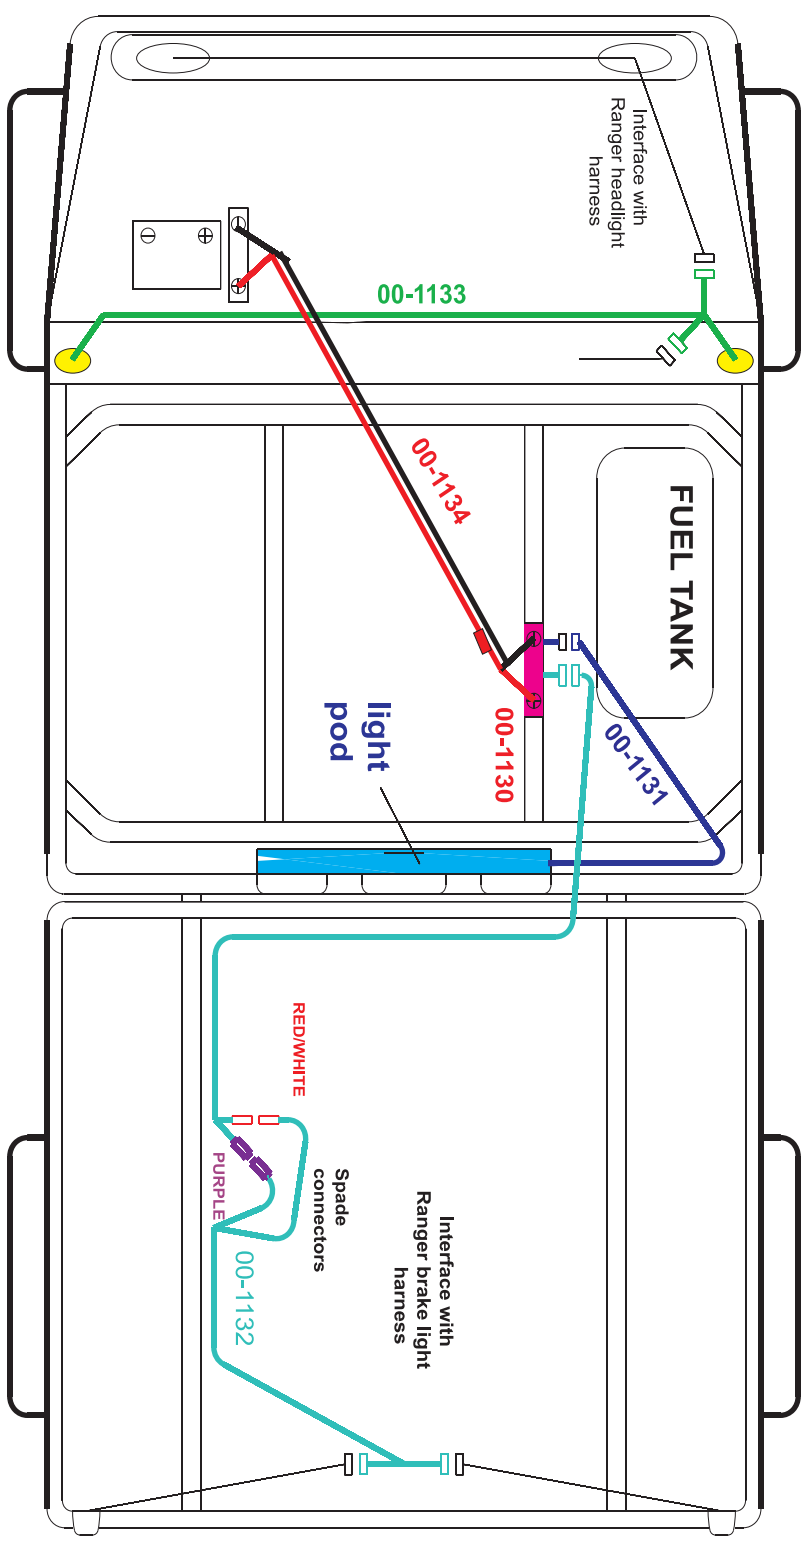 Interface with
Ranger headlight
harness
00-1133
00-1134
FUEL TANK
light
pod
00-1130
00-1131
RED/WHITE
PURPLE
Spade
connectors
Interface with
Ranger brake light
harness
00-1132